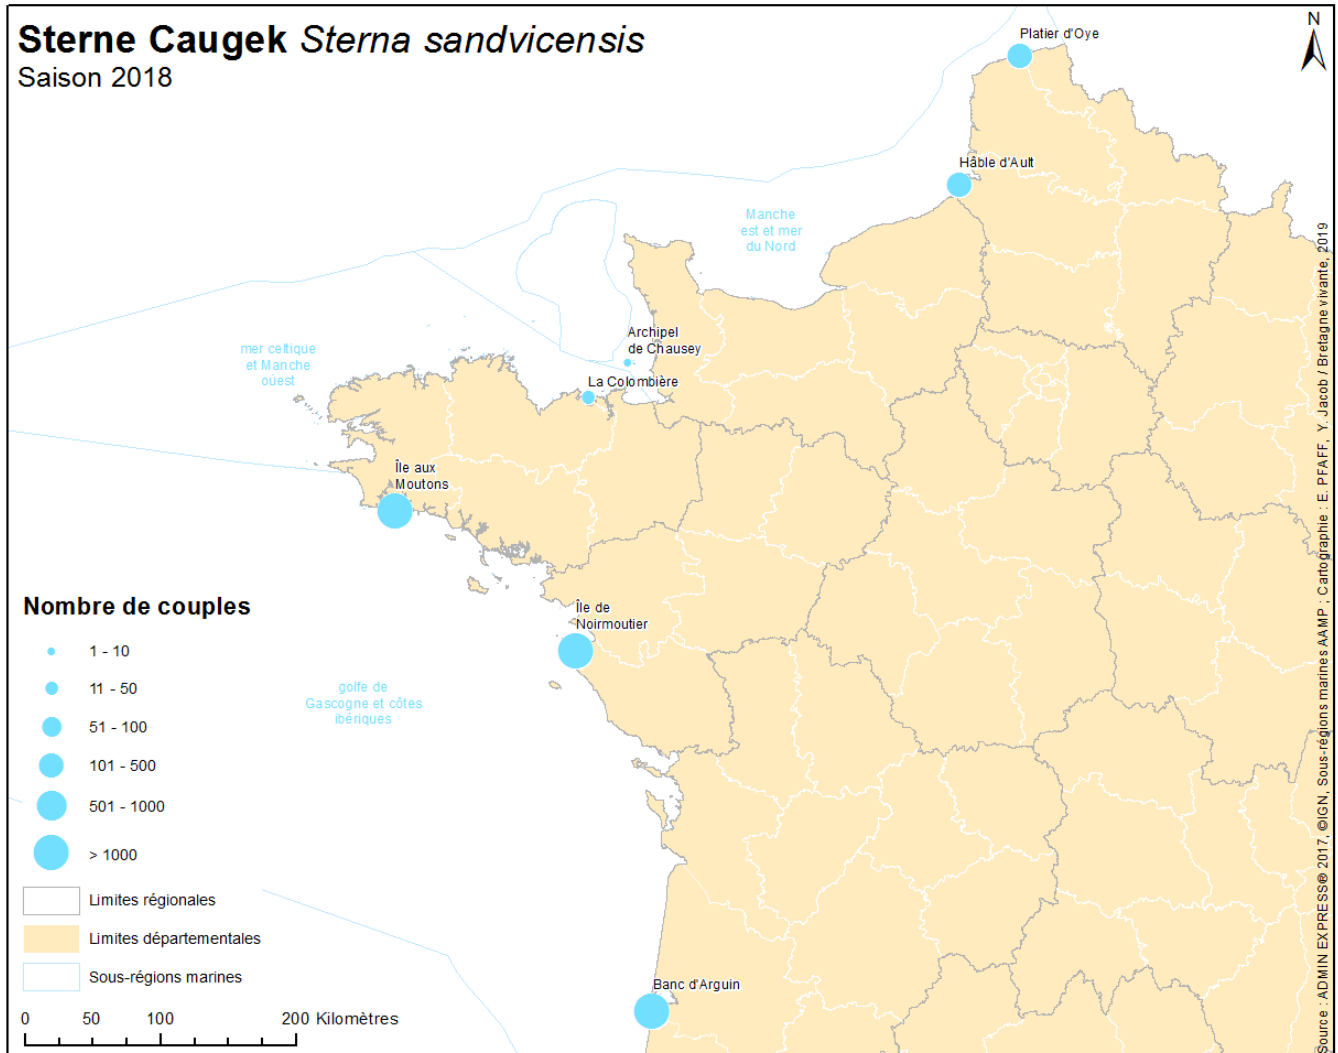 Sterne Caugek Sterna sandvicensis
Saison 2018
N
Platier d'Oye
Hâble d'Ault
Manche
est et mer
du Nord
Archipel
de Chausey
mer celtique
et Manche
ouest
La Colombière
Île aux
Moutons
Île de
Noirmoutier
golfe de
Gascogne et côtes
ibériques
Banc d'Arguin
Nombre de couples
1 - 10
11 - 50
51 - 100
101 - 500
501 - 1000
> 1000
Limites régionales
Limites départementales
Sous-régions marines
0 50 100 200 Kilomètres
Source : ADMIN EXPRESS® 2017, ©IGN, Sous-régions marines AAMP ; Cartographie : E. PFAFF, Y. Jacob / Bretagne vivante, 2019